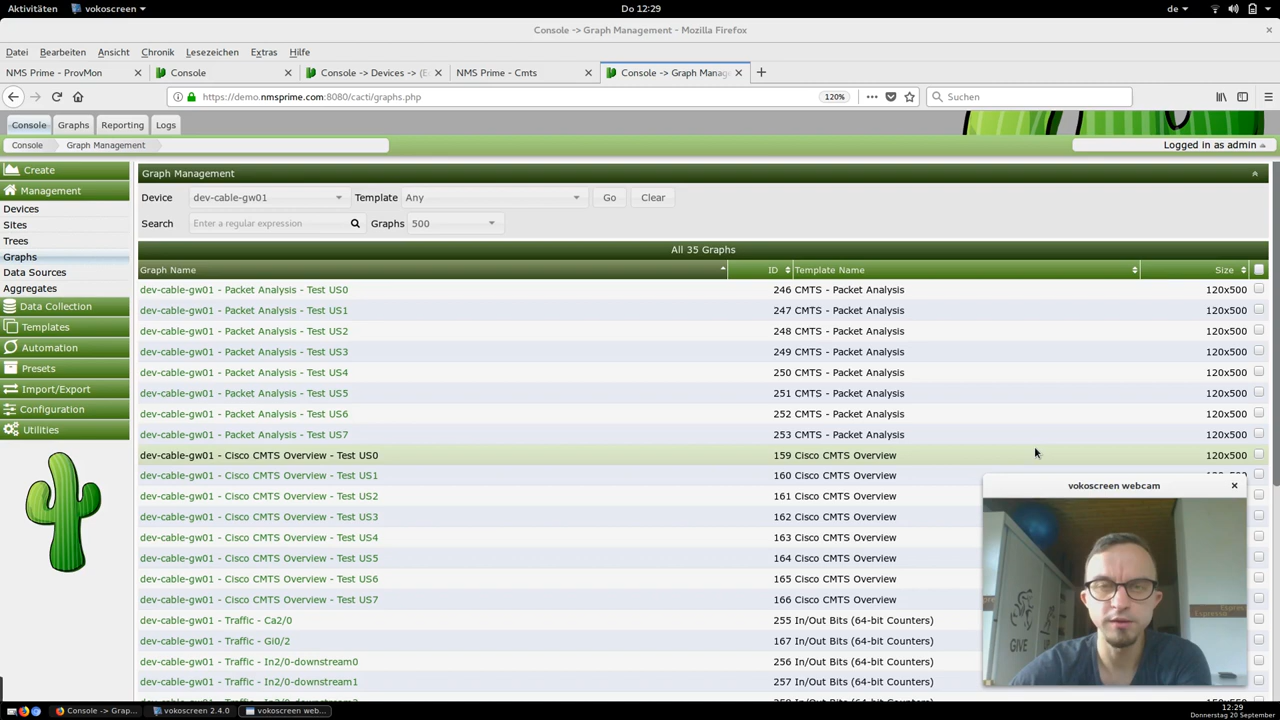 Aktivitäten vokoscreen Do 12:29 de
Console -> Graph Management - Mozilla Firefox
Datei Bearbeiten Ansicht Chronik Lesezeichen Extras Hilfe
NMS Prime - ProvMon Console Console -> Devices -> (E NMS Prime - Cmts Console -> Graph Manag
https://demo.nmsprime.com:8080/cacti/graphs.php 120% Suchen
Console Graphs Reporting Logs
Console Graph Management Logged in as admin
Create
Management
Devices
Sites
Trees
Graphs
Data Sources
Aggregates
Data Collection
Templates
Automation
Presets
Import/Export
Configuration
Utilities
Graph Management
Device dev-cable-gw01 Template Any Go Clear
Search Enter a regular expression Graphs 500
All 35 Graphs
Graph Name ID Template Name Size
dev-cable-gw01 - Packet Analysis - Test US0 246 CMTS - Packet Analysis 120x500
dev-cable-gw01 - Packet Analysis - Test US1 247 CMTS - Packet Analysis 120x500
dev-cable-gw01 - Packet Analysis - Test US2 248 CMTS - Packet Analysis 120x500
dev-cable-gw01 - Packet Analysis - Test US3 249 CMTS - Packet Analysis 120x500
dev-cable-gw01 - Packet Analysis - Test US4 250 CMTS - Packet Analysis 120x500
dev-cable-gw01 - Packet Analysis - Test US5 251 CMTS - Packet Analysis 120x500
dev-cable-gw01 - Packet Analysis - Test US6 252 CMTS - Packet Analysis 120x500
dev-cable-gw01 - Packet Analysis - Test US7 253 CMTS - Packet Analysis 120x500
dev-cable-gw01 - Cisco CMTS Overview - Test US0 159 Cisco CMTS Overview 120x500
dev-cable-gw01 - Cisco CMTS Overview - Test US1 160 Cisco CMTS Overview
dev-cable-gw01 - Cisco CMTS Overview - Test US2 161 Cisco CMTS Overview
dev-cable-gw01 - Cisco CMTS Overview - Test US3 162 Cisco CMTS Overview
dev-cable-gw01 - Cisco CMTS Overview - Test US4 163 Cisco CMTS Overview
dev-cable-gw01 - Cisco CMTS Overview - Test US5 164 Cisco CMTS Overview
dev-cable-gw01 - Cisco CMTS Overview - Test US6 165 Cisco CMTS Overview
dev-cable-gw01 - Cisco CMTS Overview - Test US7 166 Cisco CMTS Overview
dev-cable-gw01 - Traffic - Ca2/0 255 In/Out Bits (64-bit Counters)
dev-cable-gw01 - Traffic - Gi0/2 167 In/Out Bits (64-bit Counters)
dev-cable-gw01 - Traffic - In2/0-downstream0 256 In/Out Bits (64-bit Counters)
dev-cable-gw01 - Traffic - In2/0-downstream1 257 In/Out Bits (64-bit Counters)
vokoscreen webcam
GIVE
Espresso
Console -> Grap... vokoscreen 2.4.0 vokoscreen web... 12:29
Donnerstag 20 September